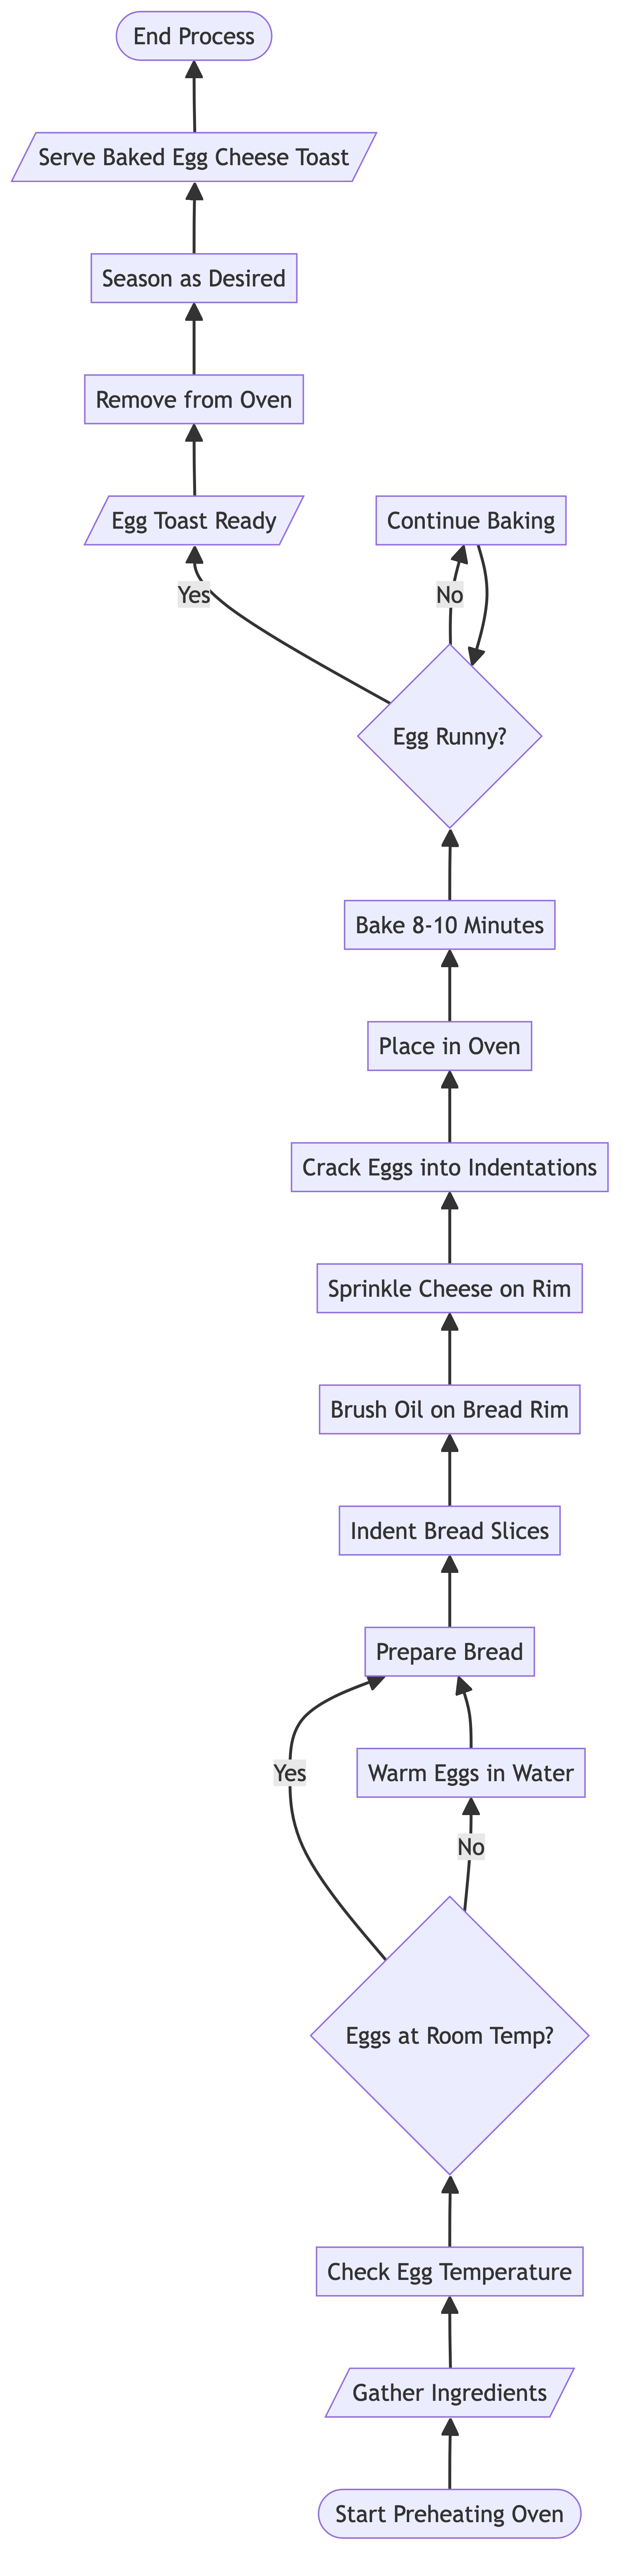 End Process
Serve Baked Egg Cheese Toast
Season as Desired
Remove from Oven
Egg Toast Ready
Continue Baking
Yes
No
Egg Runny?
Bake 8-10 Minutes
Place in Oven
Crack Eggs into Indentations
Sprinkle Cheese on Rim
Brush Oil on Bread Rim
Indent Bread Slices
Prepare Bread
Yes
Warm Eggs in Water
No
Eggs at Room Temp?
Check Egg Temperature
Gather Ingredients
Start Preheating Oven